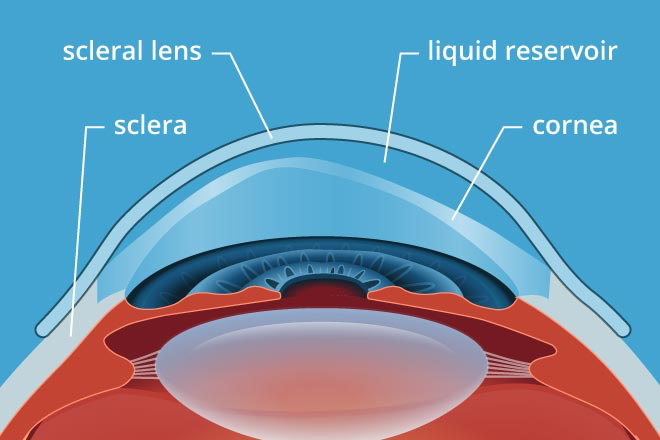 scleral lens
liquid reservoir
sclera
cornea